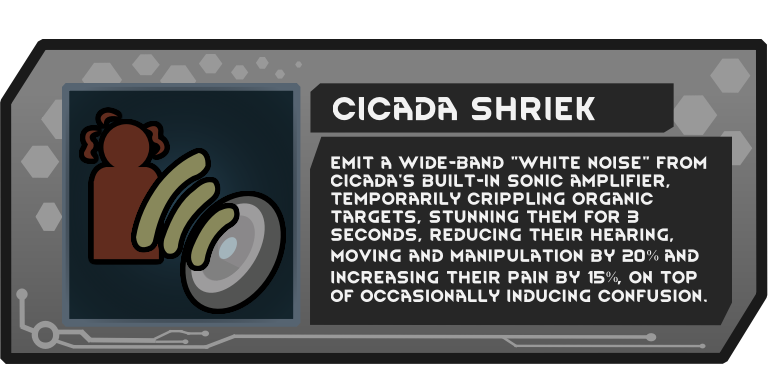 CICADA SHRIEK
EMIT A WIDE-BAND "WHITE NOISE" FROM
CICADA'S BUILT-IN SONIC AMPLIFIER,
TEMPORARILY CRIPPLING ORGANIC
TARGETS, STUNNING THEM FOR 3
SECONDS, REDUCING THEIR HEARING,
MOVING AND MANIPULATION BY 20% AND
INCREASING THEIR PAIN BY 15%, ON TOP
OF OCCASIONALLY INDUCING CONFUSION.